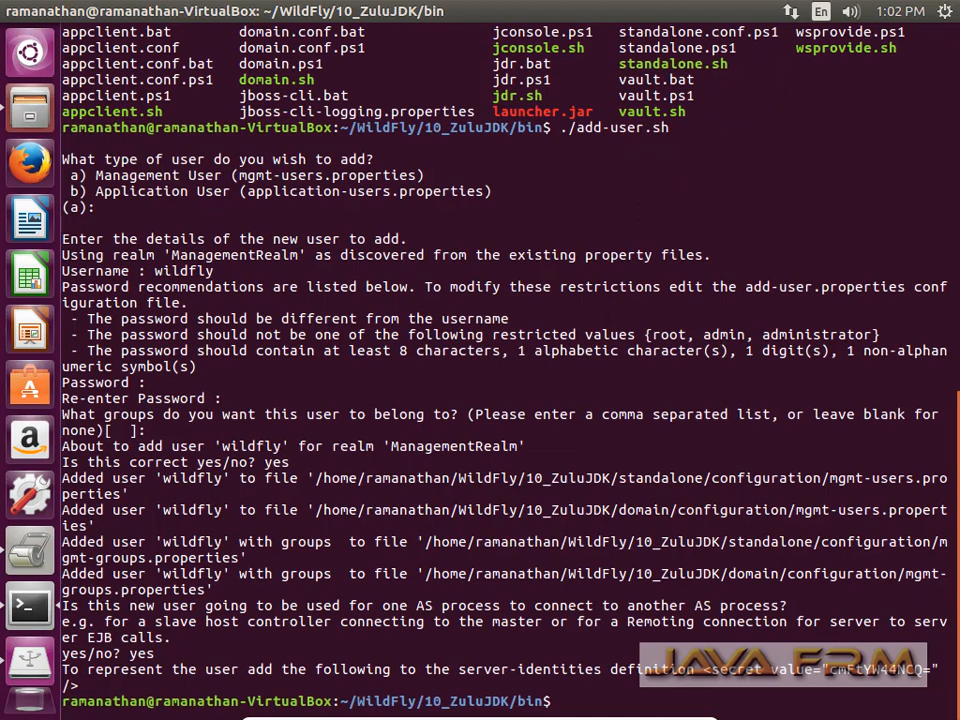 ramanathan@ramanathan-VirtualBox: ~/WildFly/10_ZuluJDK/bin En 1:02 PM
appclient.bat domain.conf.bat jconsole.ps1 standalone.conf.ps1 wsprovide.ps1
appclient.conf domain.conf.ps1 jconsole.sh standalone.ps1 wsprovide.sh
appclient.conf.bat domain.ps1 jdr.bat standalone.sh
appclient.conf.ps1 domain.sh jdr.ps1 vault.bat
appclient.ps1 jboss-cli.bat jdr.sh vault.ps1
appclient.sh jboss-cli-logging.properties launcher.jar vault.sh
ramanathan@ramanathan-VirtualBox:~/WildFly/10_ZuluJDK/bin$ ./add-user.sh
What type of user do you wish to add?
a) Management User (mgmt-users.properties)
b) Application User (application-users.properties)
(a):
Enter the details of the new user to add.
Using realm 'ManagementRealm' as discovered from the existing property files.
Username : wildfly
Password recommendations are listed below. To modify these restrictions edit the add-user.properties conf
iguration file.
- The password should be different from the username
- The password should not be one of the following restricted values {root, admin, administrator}
- The password should contain at least 8 characters, 1 alphabetic character(s), 1 digit(s), 1 non-alphan
umeric symbol(s)
Password :
Re-enter Password :
What groups do you want this user to belong to? (Please enter a comma separated list, or leave blank for
none)[  ]:
About to add user 'wildfly' for realm 'ManagementRealm'
Is this correct yes/no? yes
Added user 'wildfly' to file '/home/ramanathan/WildFly/10_ZuluJDK/standalone/configuration/mgmt-users.pro
perties'
Added user 'wildfly' to file '/home/ramanathan/WildFly/10_ZuluJDK/domain/configuration/mgmt-users.propert
ies'
Added user 'wildfly' with groups  to file '/home/ramanathan/WildFly/10_ZuluJDK/standalone/configuration/m
gmt-groups.properties'
Added user 'wildfly' with groups  to file '/home/ramanathan/WildFly/10_ZuluJDK/domain/configuration/mgmt-
groups.properties'
Is this new user going to be used for one AS process to connect to another AS process?
e.g. for a slave host controller connecting to the master or for a Remoting connection for server to serv
er EJB calls.
yes/no? yes
To represent the user add the following to the server-identities definition <secret
/>
JAVA F2M
ramanathan@ramanathan-VirtualBox:~/WildFly/10_ZuluJDK/bin$